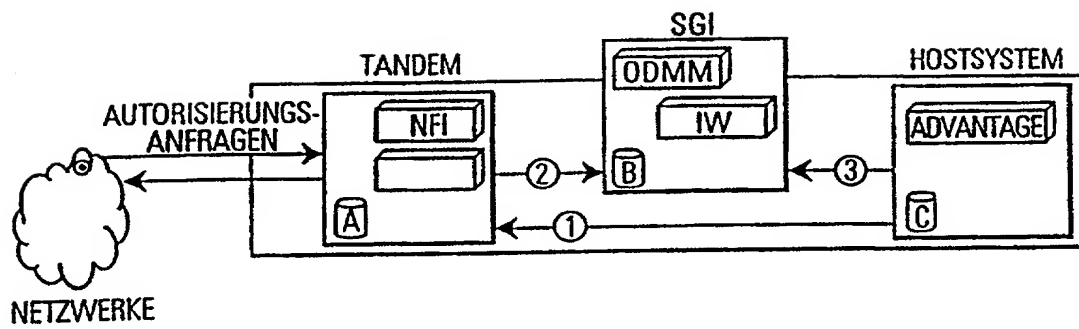 SGI
TANDEM
ODMM
HOSTSYSTEM
AUTORISIERUNGS-
ANFRAGEN
NFI
IW
ADVANTAGE
2
3
B
A
1
C
NETZWERKE